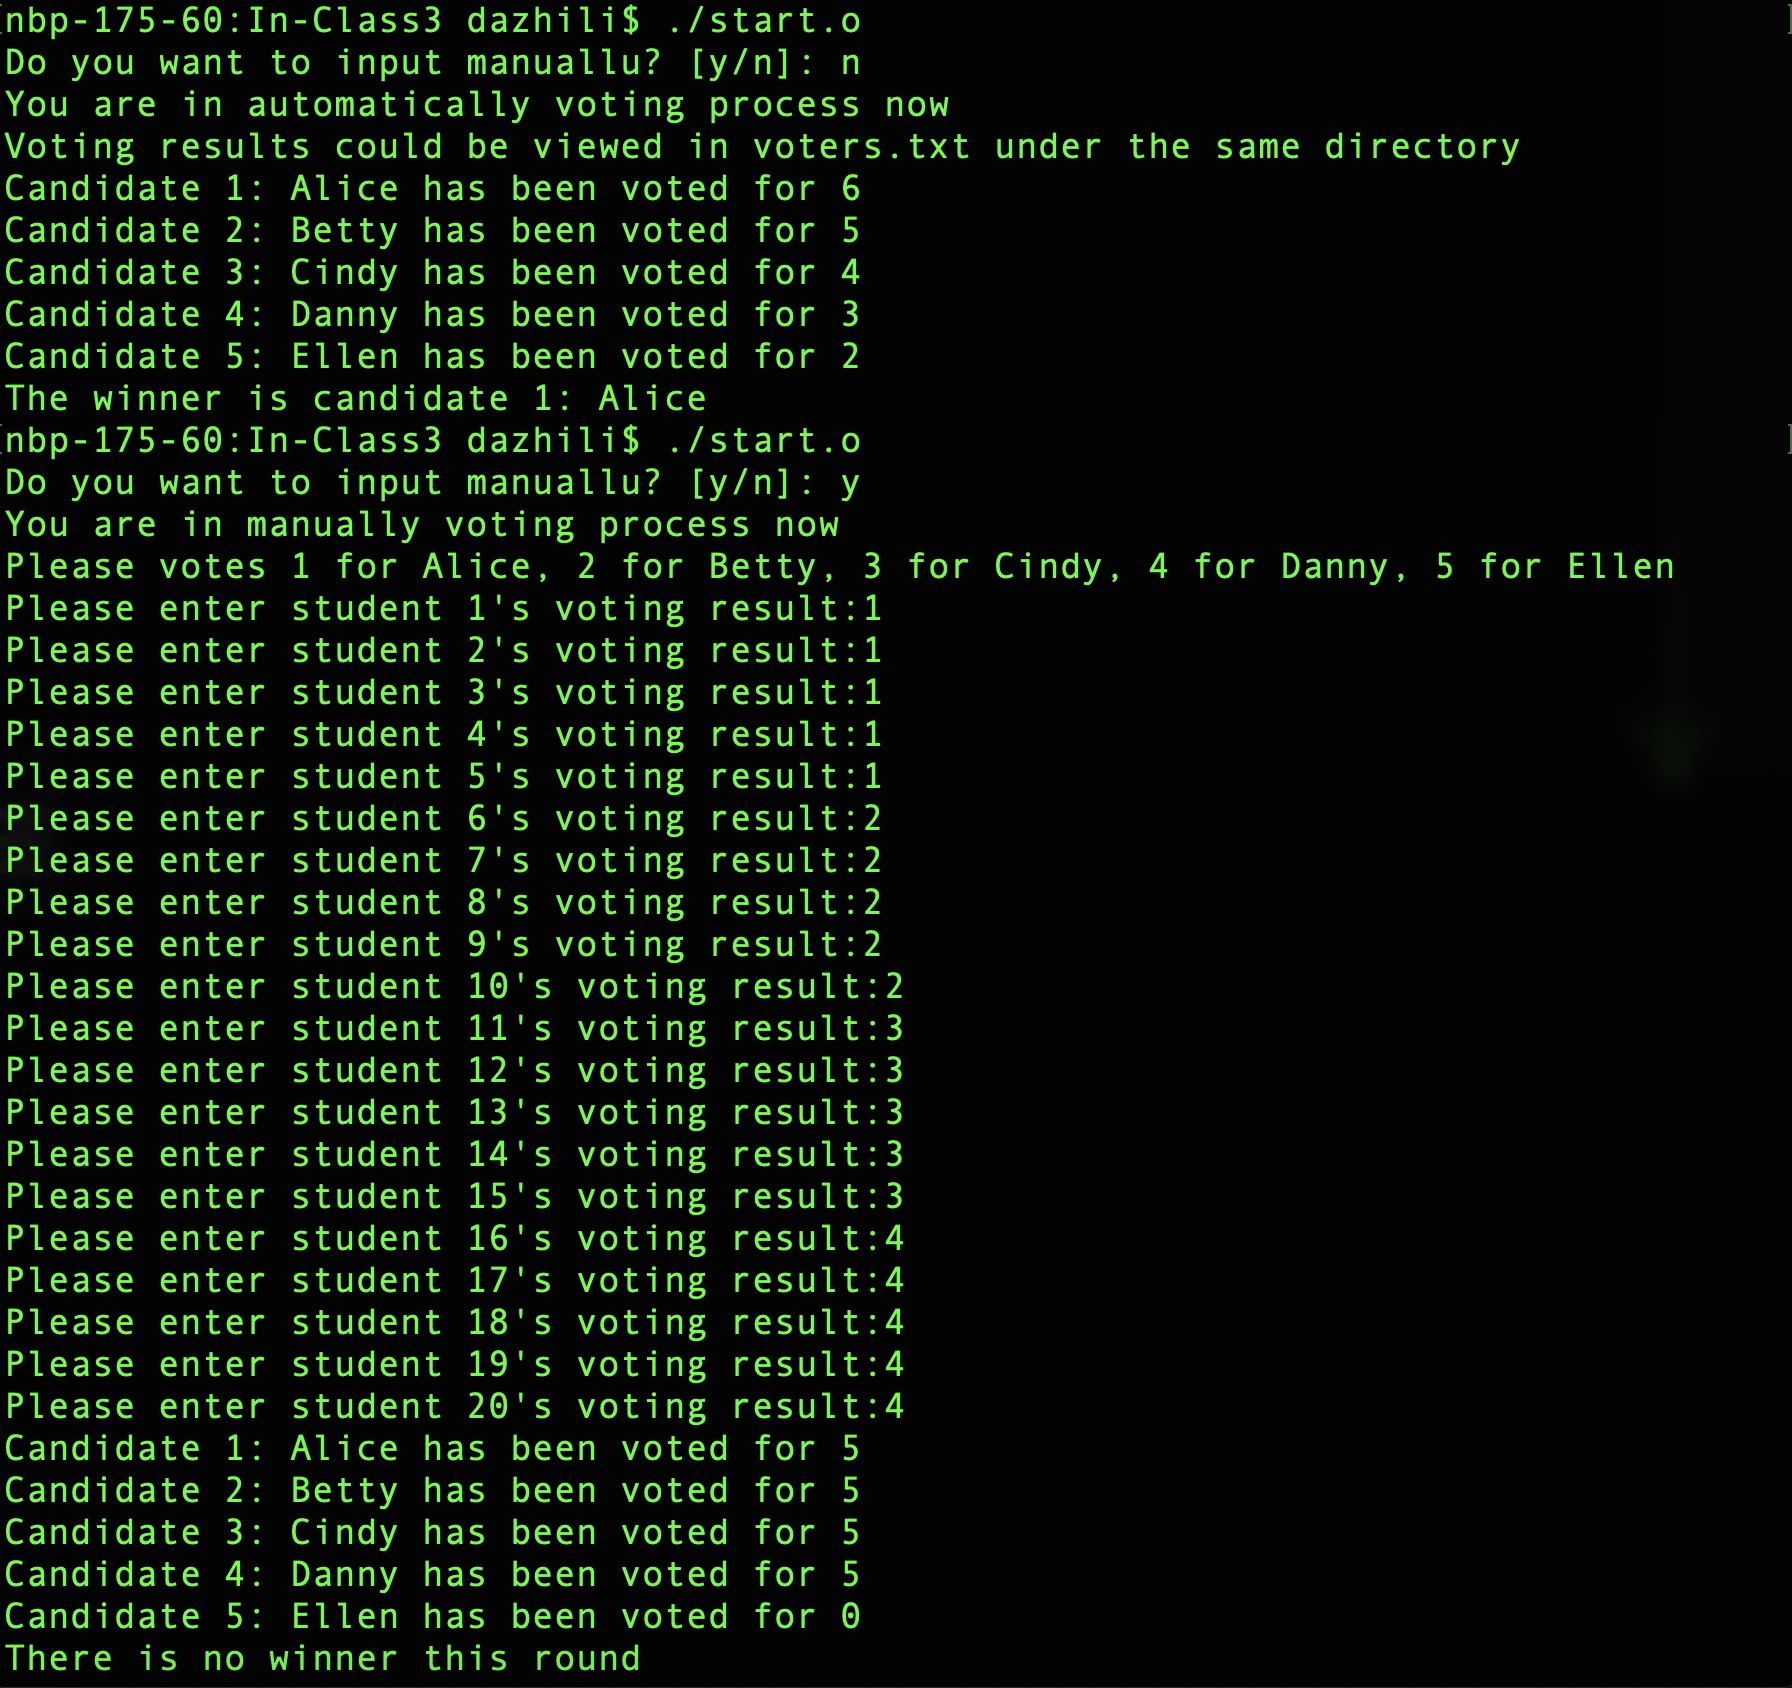 nbp-175-60:In-Class3 dazhili$ ./start.o
Do you want to input manuallu? [y/n]: n
You are in automatically voting process now
Voting results could be viewed in voters.txt under the same directory
Candidate 1: Alice has been voted for 6
Candidate 2: Betty has been voted for 5
Candidate 3: Cindy has been voted for 4
Candidate 4: Danny has been voted for 3
Candidate 5: Ellen has been voted for 2
The winner is candidate 1: Alice
nbp-175-60:In-Class3 dazhili$ ./start.o
Do you want to input manuallu? [y/n]: y
You are in manually voting process now
Please votes 1 for Alice, 2 for Betty, 3 for Cindy, 4 for Danny, 5 for Ellen
Please enter student 1's voting result:1
Please enter student 2's voting result:1
Please enter student 3's voting result:1
Please enter student 4's voting result:1
Please enter student 5's voting result:1
Please enter student 6's voting result:2
Please enter student 7's voting result:2
Please enter student 8's voting result:2
Please enter student 9's voting result:2
Please enter student 10's voting result:2
Please enter student 11's voting result:3
Please enter student 12's voting result:3
Please enter student 13's voting result:3
Please enter student 14's voting result:3
Please enter student 15's voting result:3
Please enter student 16's voting result:4
Please enter student 17's voting result:4
Please enter student 18's voting result:4
Please enter student 19's voting result:4
Please enter student 20's voting result:4
Candidate 1: Alice has been voted for 5
Candidate 2: Betty has been voted for 5
Candidate 3: Cindy has been voted for 5
Candidate 4: Danny has been voted for 5
Candidate 5: Ellen has been voted for 0
There is no winner this round